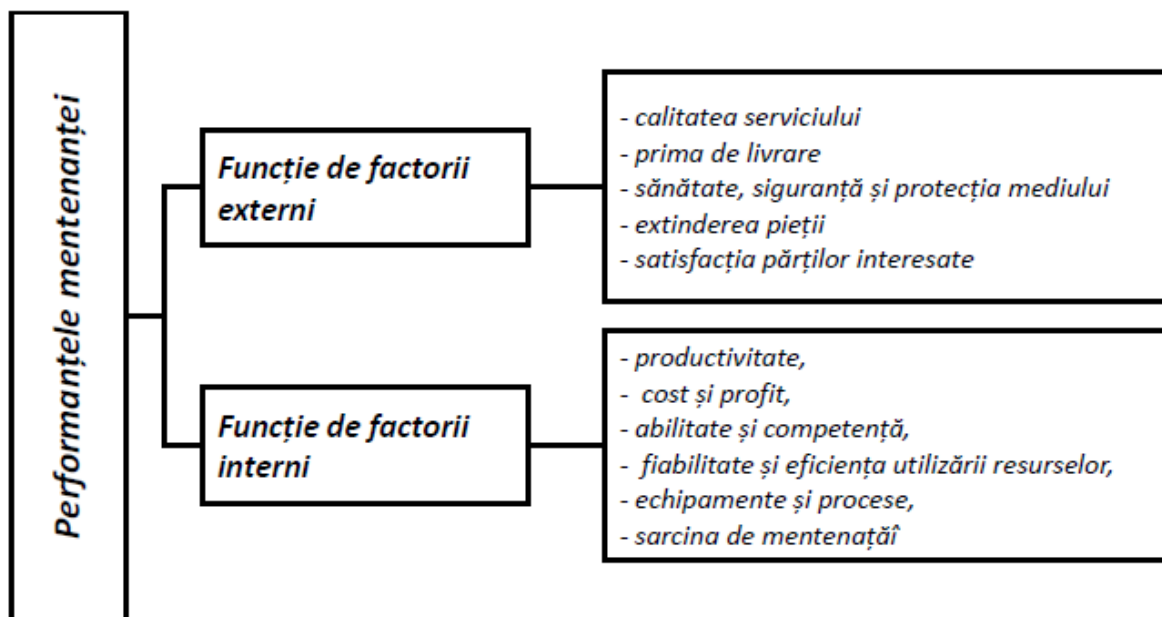 Performanțele mentenanței
Funcție de factorii
externi
- calitatea serviciului
- prima de livrare
- sănătate, siguranță și protecția mediului
- extinderea pieții
- satisfacția părților interesate
Funcție de factorii
interni
- productivitate,
- cost și profit,
- abilitate și competență,
- fiabilitate și eficiența utilizării resurselor,
- echipamente și procese,
- sarcina de mentenațăî